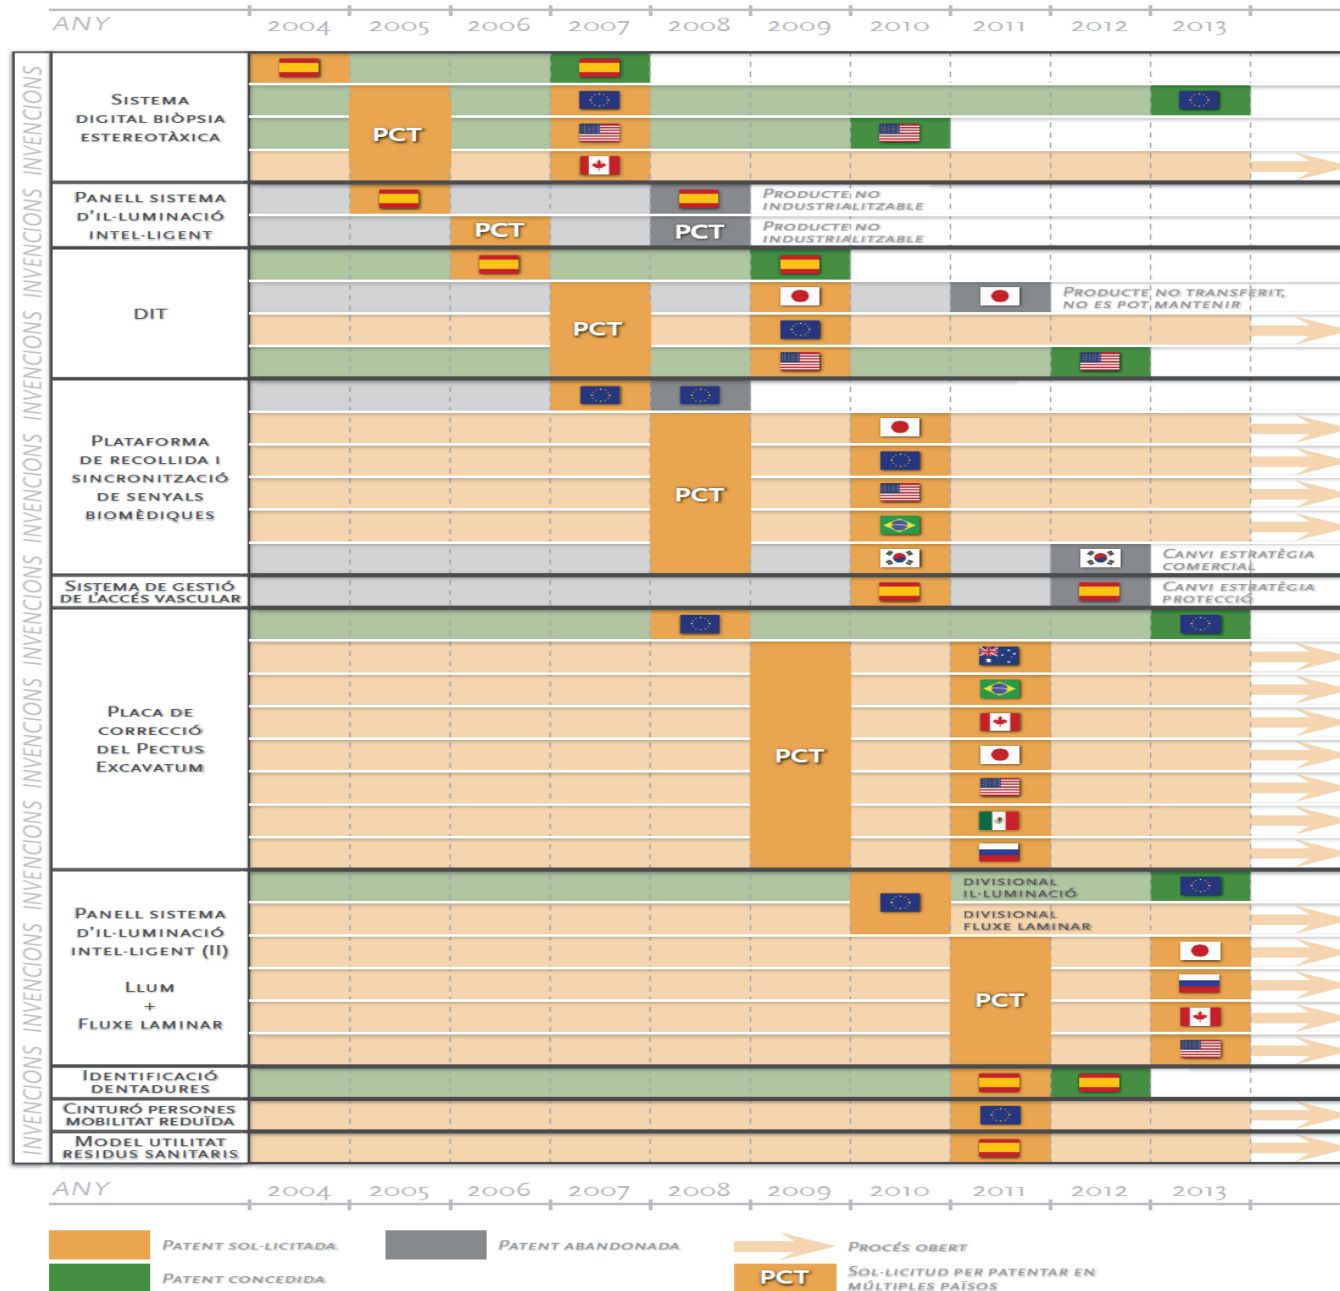 ANY 2004 2005 2006 2007 2008 2009 2010 2011 2012 2013
INVENCIONS INVENCIONS INVENCIONS INVENCIONS INVENCIONS INVENCIONS INVENCIONS INVENCIONS INVENCIONS
SISTEMA
DIGITAL BIÒPSIA
ESTEREOTÀXICA
PCT
PANELL SISTEMA
D'IL·LUMINACIÓ
INTEL·LIGENT
PRODUCTE NO
INDUSTRIALITZABLE
PCT
PCT
PRODUCTE NO
INDUSTRIALITZABLE
DIT
PCT
PRODUCTE NO TRANSFERIT,
NO ES POT MANTENIR
PLATAFORMA
DE RECOLLIDA I
SINCRONITZACIÓ
DE SENYALS
BIOMÈDIQUES
PCT
CANVI ESTRATÈGIA
COMERCIAL
SISTEMA DE GESTIÓ
DE L'ACCÉS VASCULAR
CANVI ESTRATÈGIA
PROTECCIÓ
PLACA DE
CORRECCIÓ
DEL PECTUS
EXCAVATUM
PCT
PANELL SISTEMA
D'IL·LUMINACIÓ
INTEL·LIGENT (II)
LLUM
+
FLUXE LAMINAR
DIVISIONAL
IL·LUMINACIÓ
DIVISIONAL
FLUXE LAMINAR
PCT
IDENTIFICACIÓ
DENTADURES
CINTURÓ PERSONES
MOBILITAT REDUÏDA
MODEL UTILITAT
RESIDUS SANITARIS
ANY 2004 2005 2006 2007 2008 2009 2010 2011 2012 2013
PATENT SOL·LICITADA
PATENT CONCEDIDA
PATENT ABANDONADA
PROCÉS OBERT
PCT
SOL·LICITUD PER PATENTAR EN
MÚLTIPLES PAÏSOS